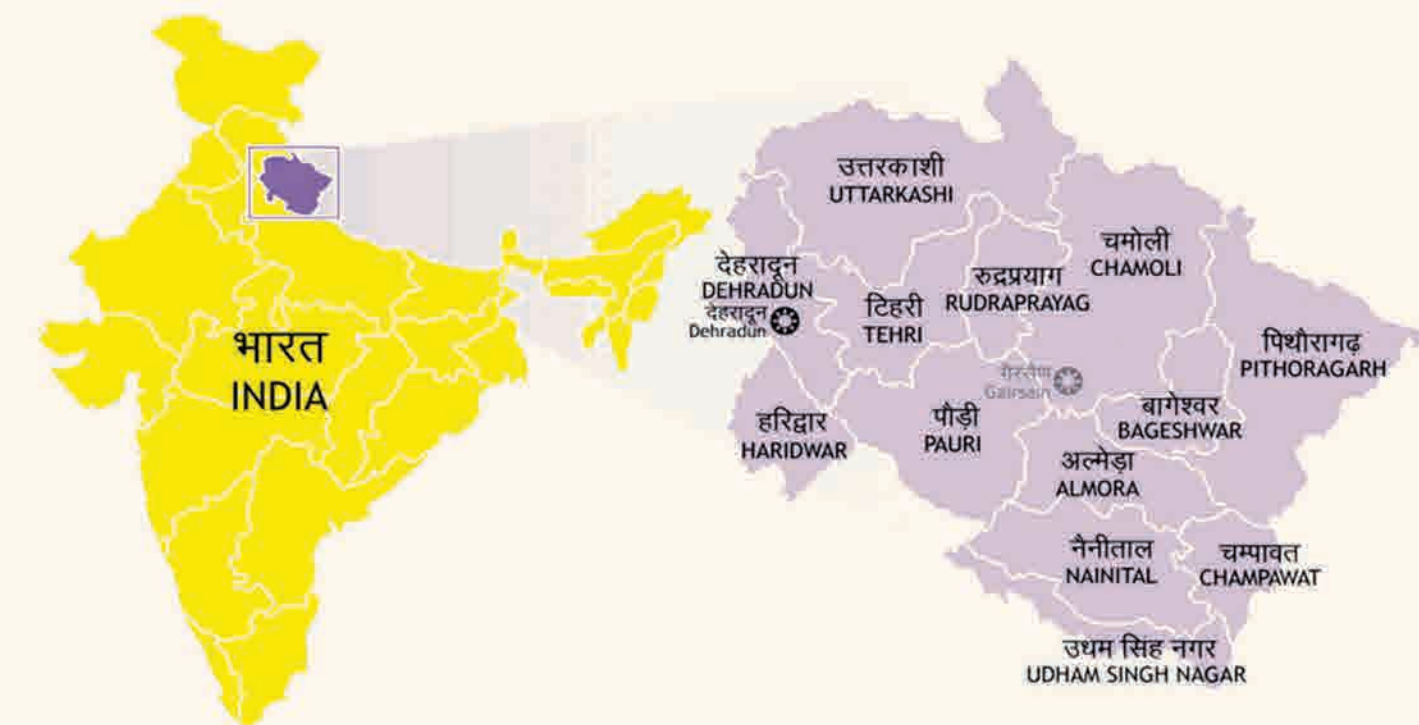 भारत
INDIA
उत्तरकाशी
UTTARKASHI
चमोली
CHAMOLI
देहरादून
DEHRADUN
देहरादून
Dehradun
टिहरी
TEHRI
रुद्रप्रयाग
RUDRAPRAYAG
पिथौरागढ़
PITHORAGARH
गैरसैण
Gairsain
हरिद्वार
HARIDWAR
पौड़ी
PAURI
बागेश्वर
BAGESHWAR
अल्मेड़ा
ALMORA
नैनीताल
NAINITAL
चम्पावत
CHAMPAWAT
उधम सिंह नगर
UDHAM SINGH NAGAR